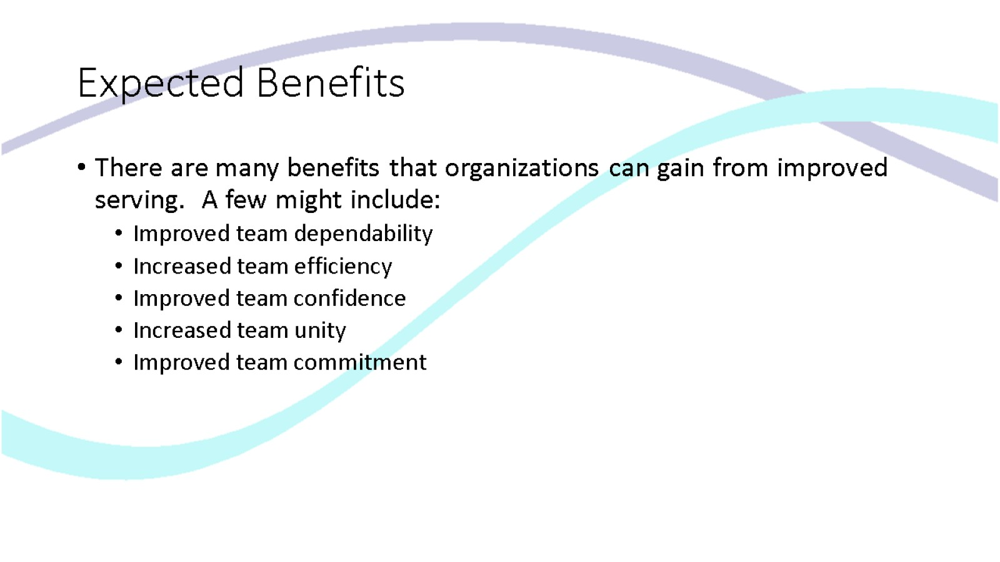 Expected Benefits
• There are many benefits that organizations can gain from improved
serving.  A few might include:
• Improved team dependability
• Increased team efficiency
• Improved team confidence
• Increased team unity
• Improved team commitment